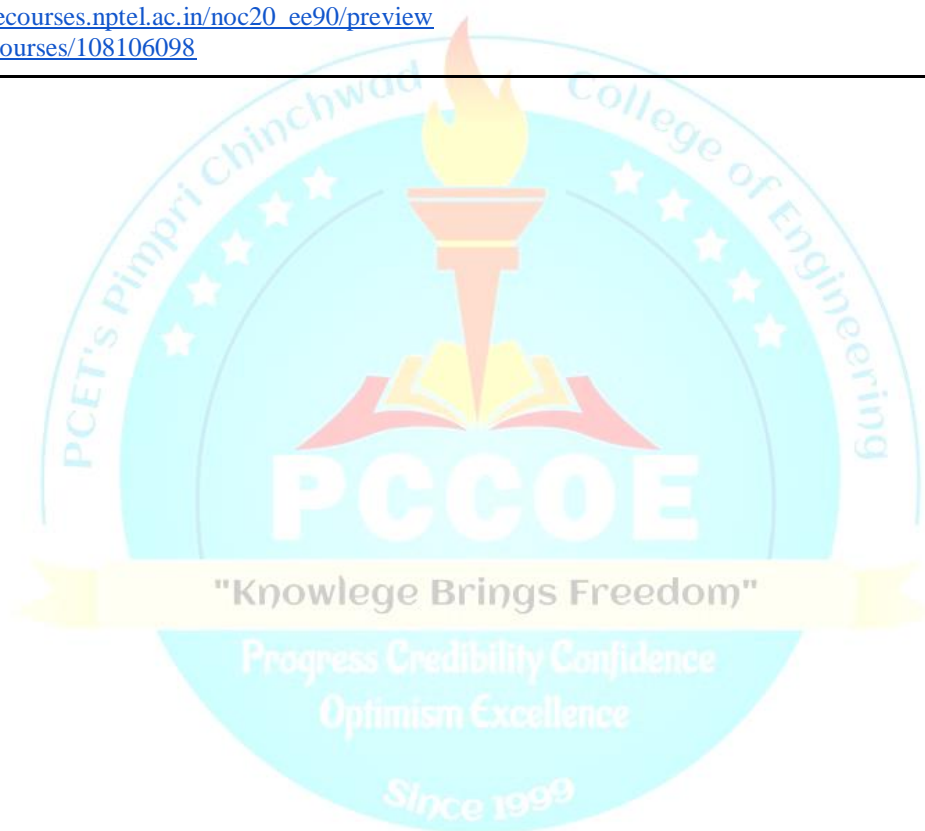 ecourses.nptel.ac.in/noc20_ee90/preview
ourses/108106098
PCET's Pimpri Chinchwad College of Engineering
PCCOE
"Knowlege Brings Freedom"
Progress Credibility Confidence
Optimism Excellence
Since 1999